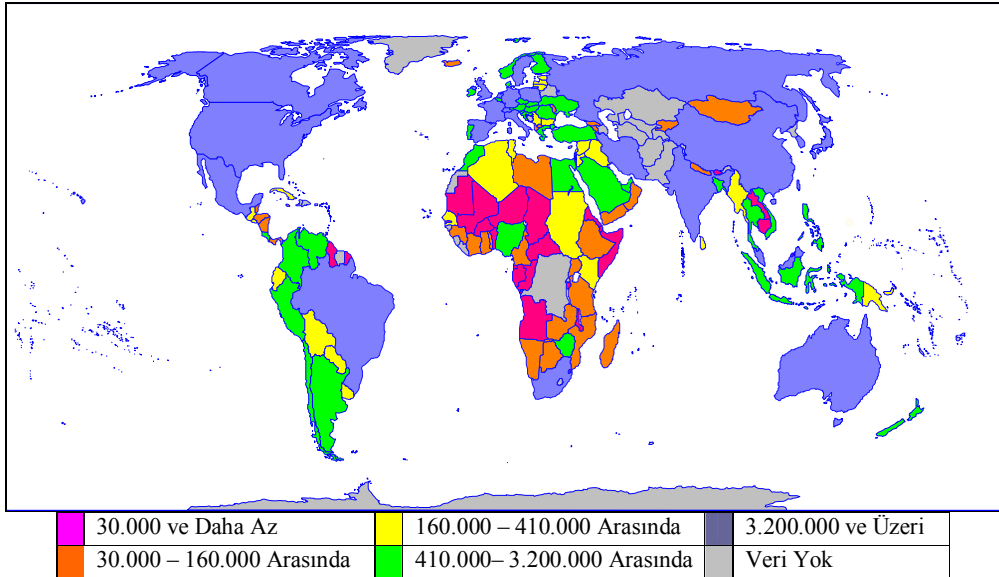 30.000 ve Daha Az
160.000 – 410.000 Arasında
3.200.000 ve Üzeri
30.000 – 160.000 Arasında
410.000– 3.200.000 Arasında
Veri Yok